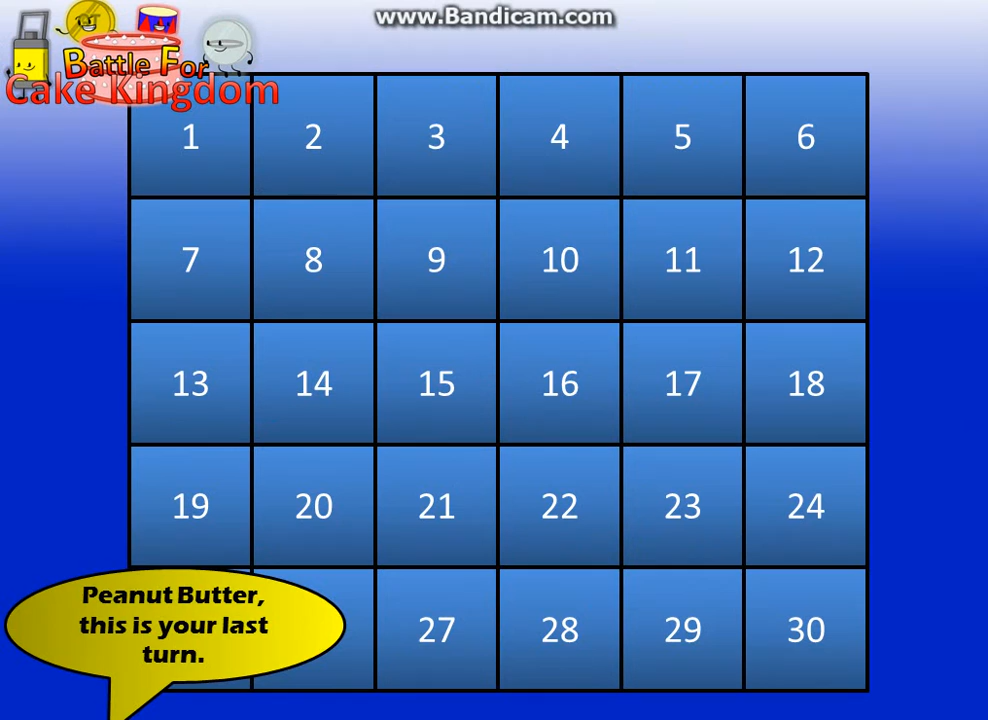 www.Bandicam.com
Battle For
Cake Kingdom
1 2 3 4 5 6
7 8 9 10 11 12
13 14 15 16 17 18
19 20 21 22 23 24
27 28 29 30
Peanut Butter,
this is your last
turn.